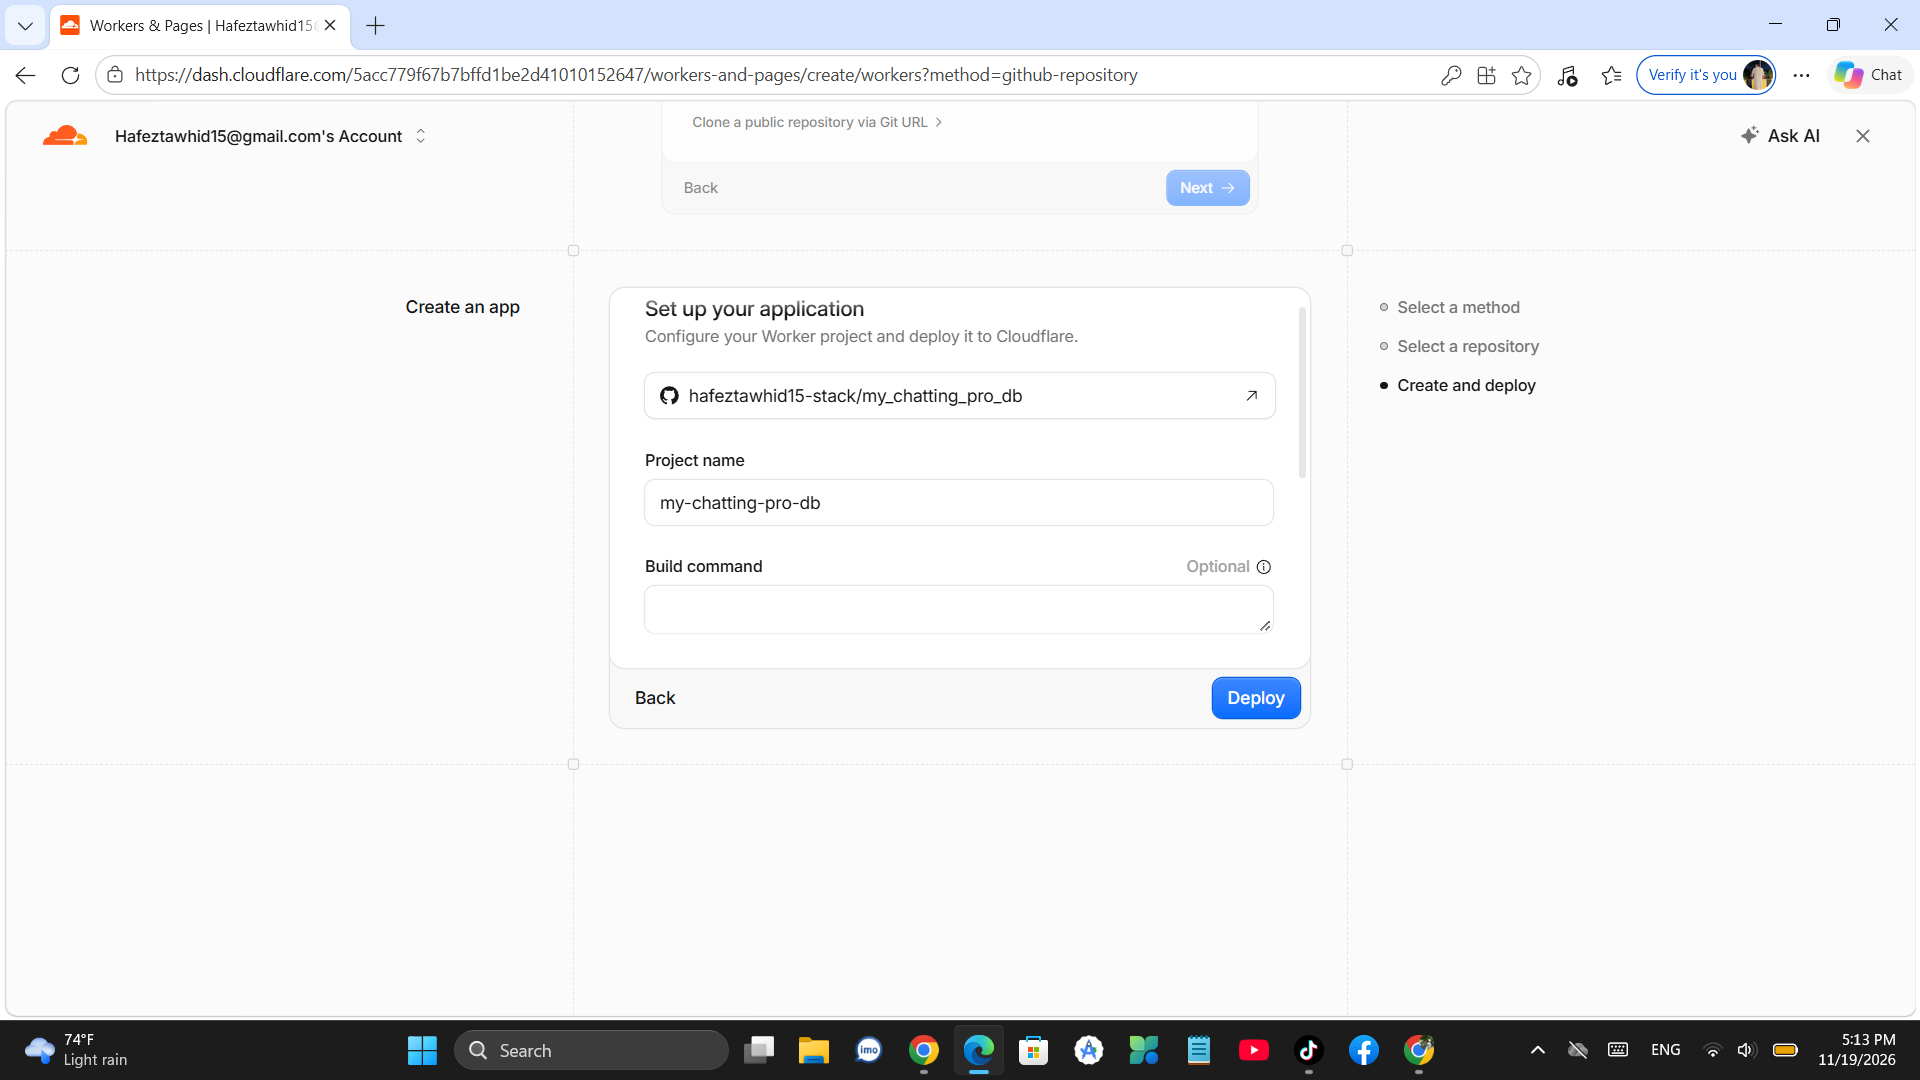 Workers & Pages | Hafeztawhid15
https://dash.cloudflare.com/5acc779f67b7bffd1be2d41010152647/workers-and-pages/create/workers?method=github-repository
Verify it's you
Chat
Hafeztawhid15@gmail.com's Account
Ask AI
Clone a public repository via Git URL
Back
Next
Create an app
Set up your application
Configure your Worker project and deploy it to Cloudflare.
hafeztawhid15-stack/my_chatting_pro_db
Project name
my-chatting-pro-db
Build command
Optional
Back
Deploy
Select a method
Select a repository
Create and deploy
74°F
Light rain
Search
imo
ENG
5:13 PM
11/19/2026